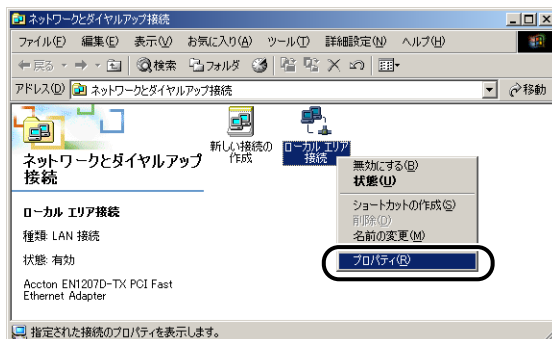 ネットワークとダイヤルアップ接続
ファイル(F) 編集(E) 表示(V) お気に入り(A) ツール(T) 詳細設定(N) ヘルプ(H)
戻る 検索 フォルダ
アドレス(D) ネットワークとダイヤルアップ接続 移動
ネットワークとダイヤルアップ
接続
ローカル エリア接続
種類: LAN 接続
状態: 有効
Accton EN1207D-TX PCI Fast
Ethernet Adapter
新しい接続の
作成
ローカル エリア
接続
無効にする(B)
状態(U)
ショートカットの作成(S)
削除(D)
名前の変更(M)
プロパティ(R)
指定された接続のプロパティを表示します。